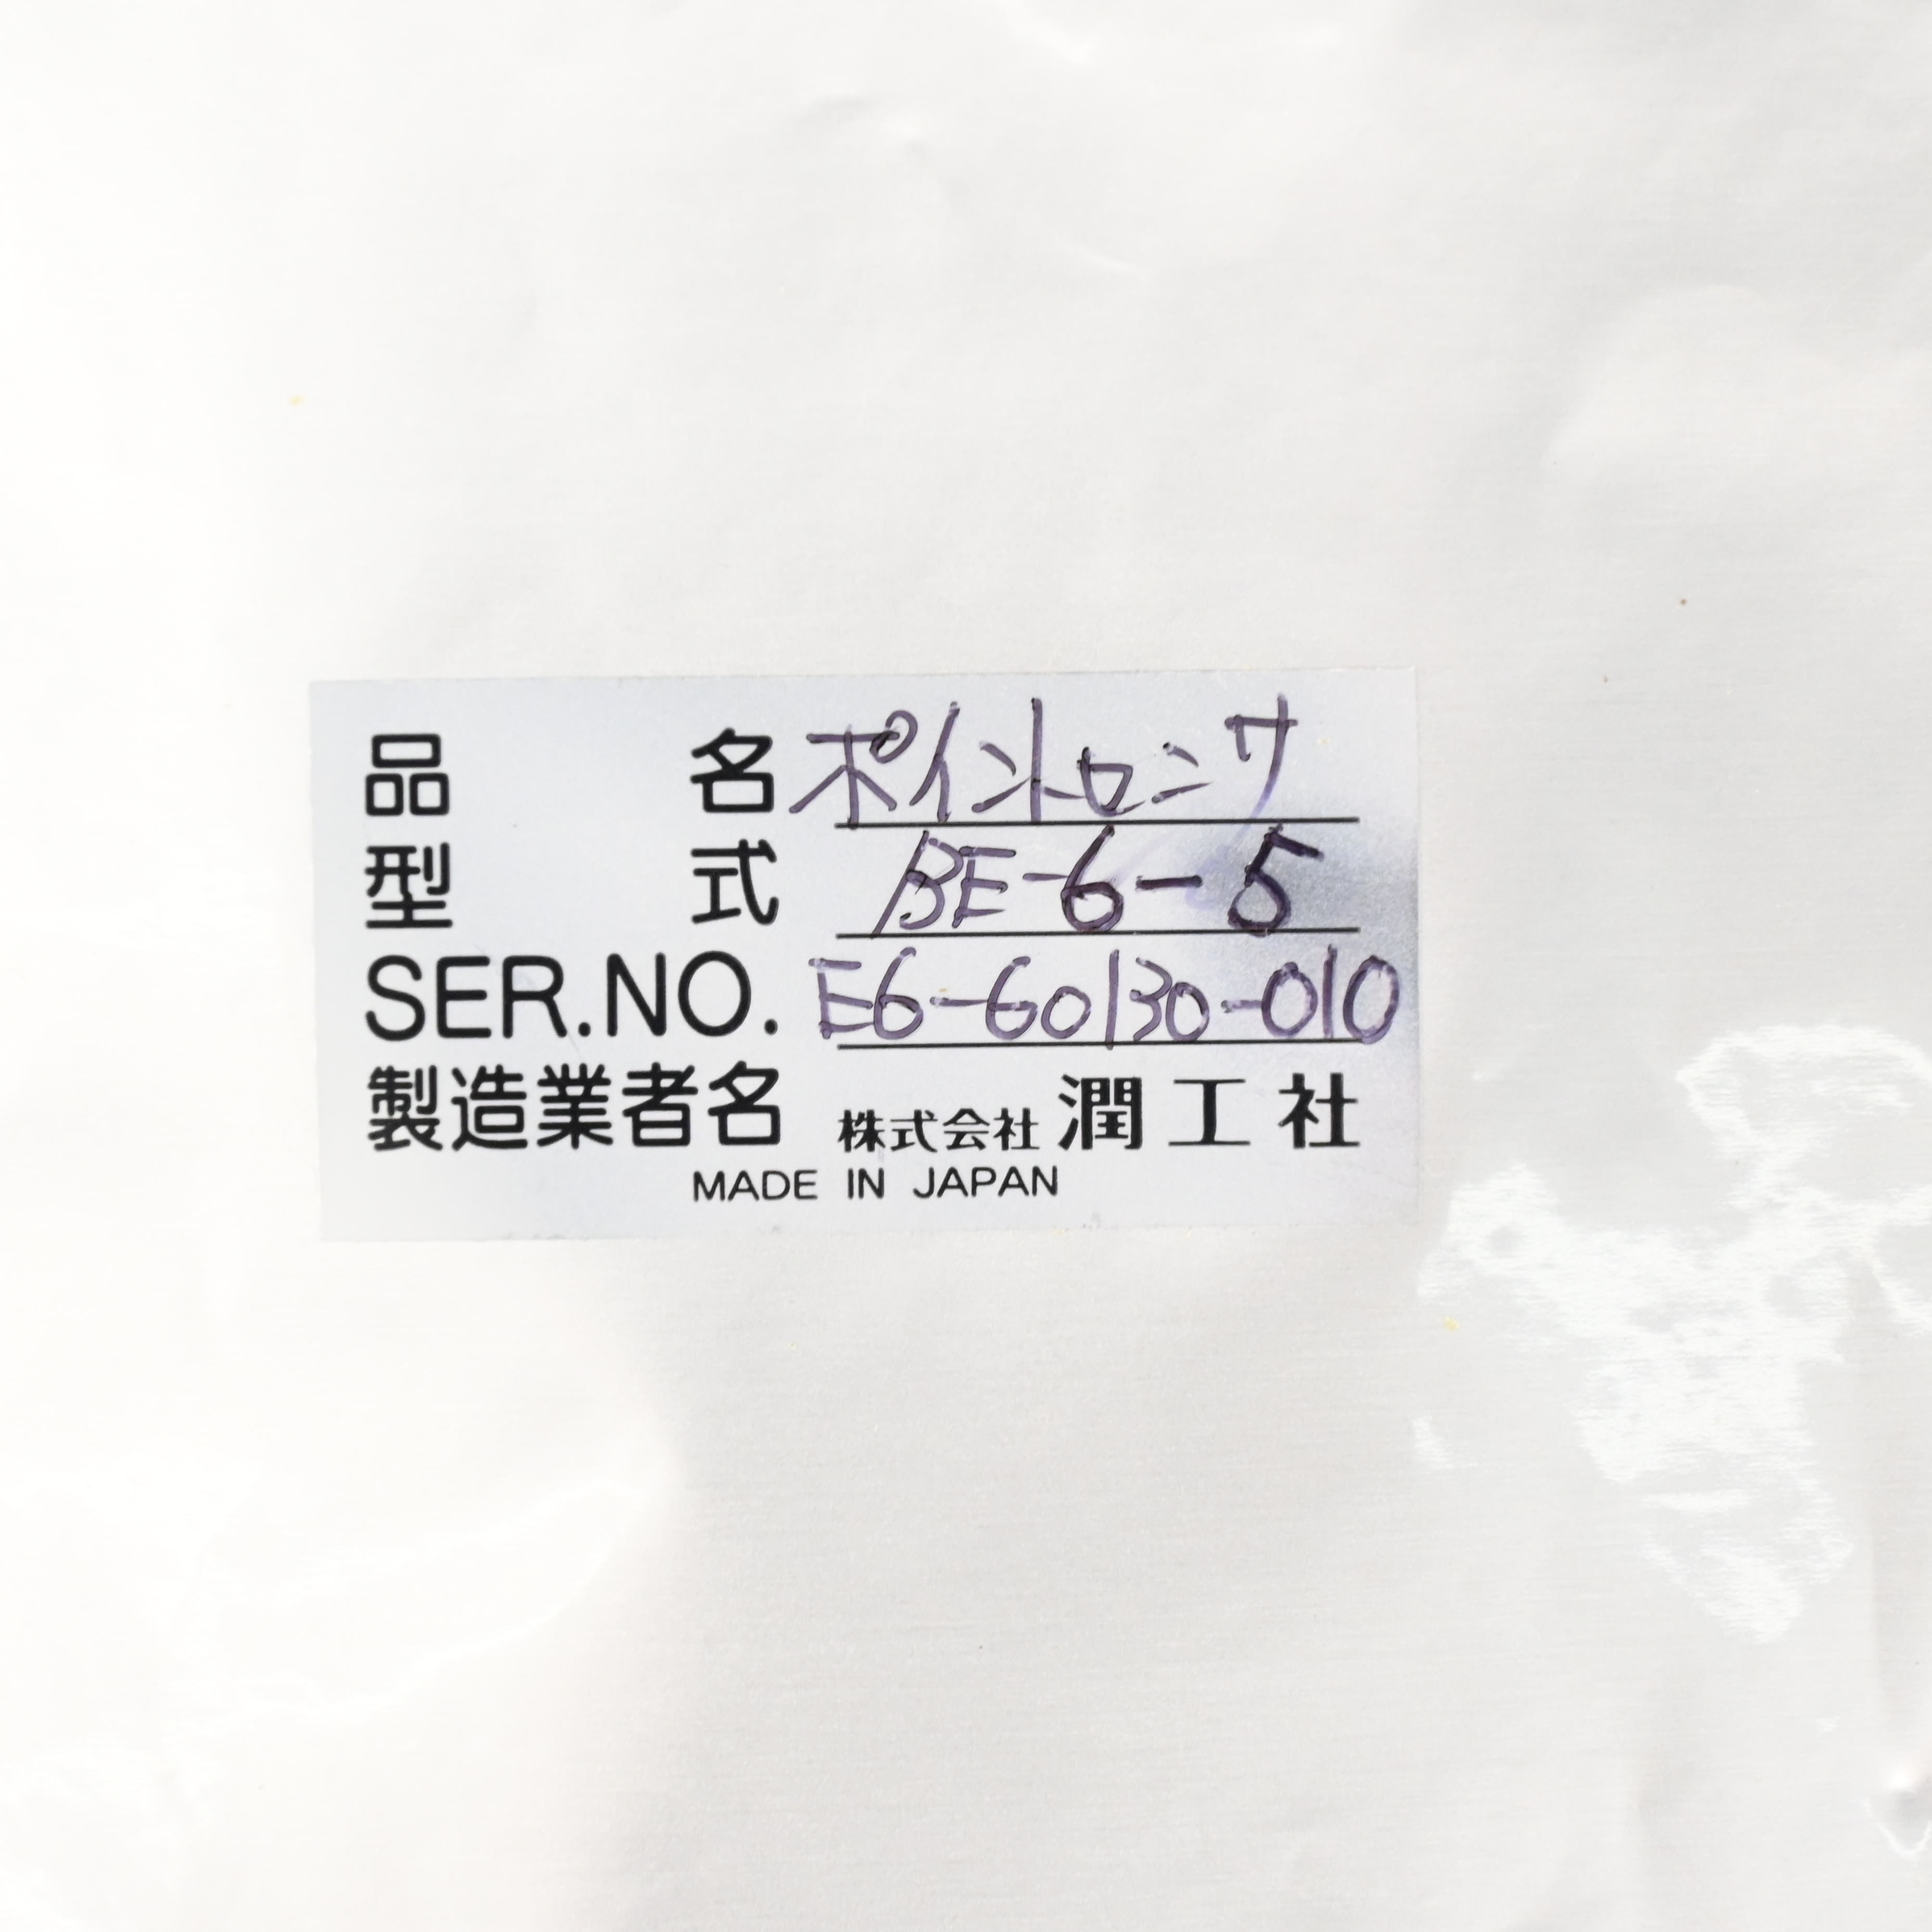 品名 ポイントセンサ
型式 BE-6-5
SER.NO. E6-60130-010
製造業者名 株式会社 潤工社
MADE IN JAPAN